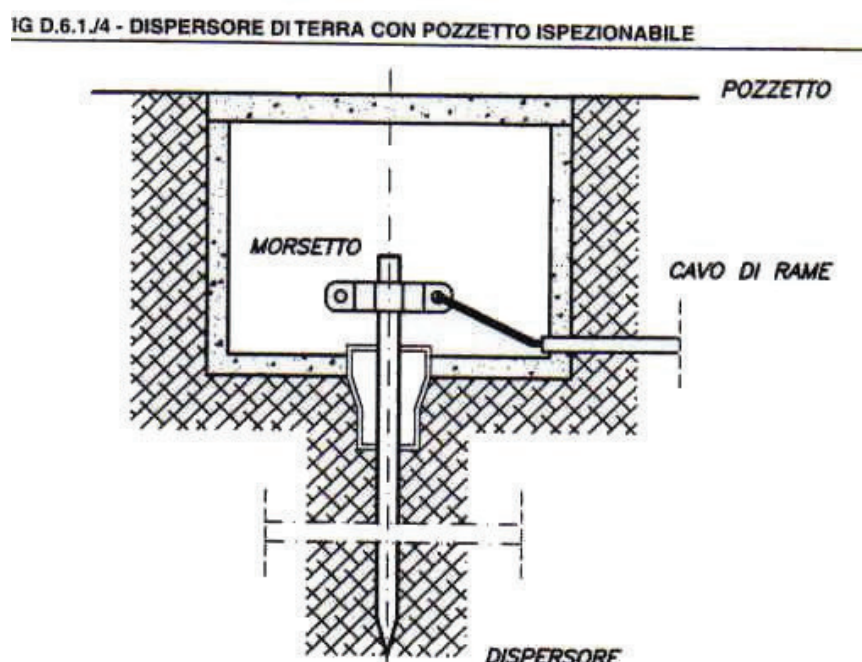 IG D.6.1./4 - DISPERSORE DI TERRA CON POZZETTO ISPEZIONABILE
POZZETTO
MORSETTO
CAVO DI RAME
DISPERSORE